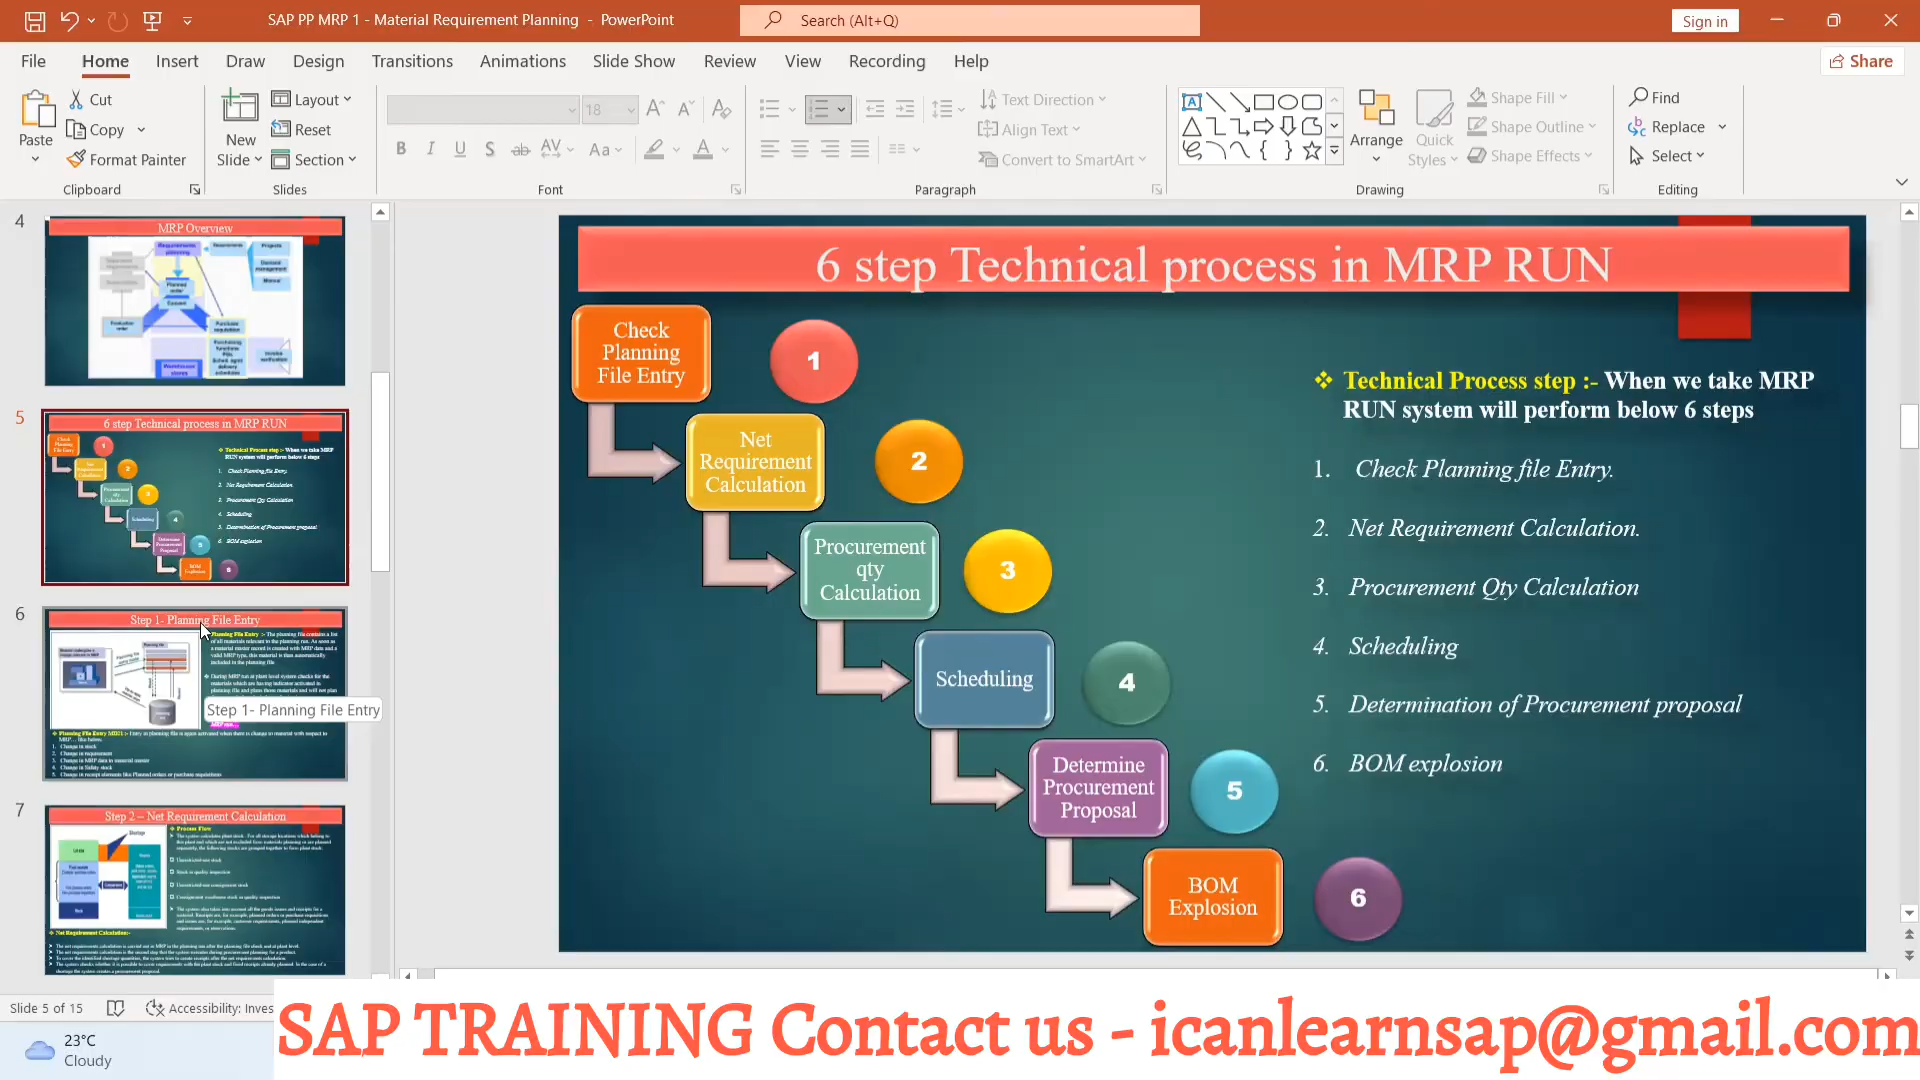 SAP PP MRP 1 - Material Requirement Planning - PowerPoint
Search (Alt+Q)
Sign in
File Home Insert Draw Design Transitions Animations Slide Show Review View Recording Help
Share
Paste
Cut
Copy
Format Painter
Clipboard
New
Slide
Layout
Reset
Section
Slides
18
B I U S ab AV Aa A
Font
Text Direction
Align Text
Convert to SmartArt
Paragraph
Arrange
Quick
Styles
Shape Fill
Shape Outline
Shape Effects
Drawing
Find
Replace
Select
Editing
4
MRP Overview
5
6 step Technical process in MRP RUN
6
Step 1- Planning File Entry
Step 1- Planning File Entry
7
Step 2 – Net Requirement Calculation
6 step Technical process in MRP RUN
Check
Planning
File Entry
1
Net
Requirement
Calculation
2
Procurement
qty
Calculation
3
Scheduling
4
Determine
Procurement
Proposal
5
BOM
Explosion
6
Technical Process step :- When we take MRP
RUN system will perform below 6 steps
1. Check Planning file Entry.
2. Net Requirement Calculation.
3. Procurement Qty Calculation
4. Scheduling
5. Determination of Procurement proposal
6. BOM explosion
Slide 5 of 15
Accessibility: Inves
23°C
Cloudy
SAP TRAINING Contact us - icanlearnsap@gmail.com